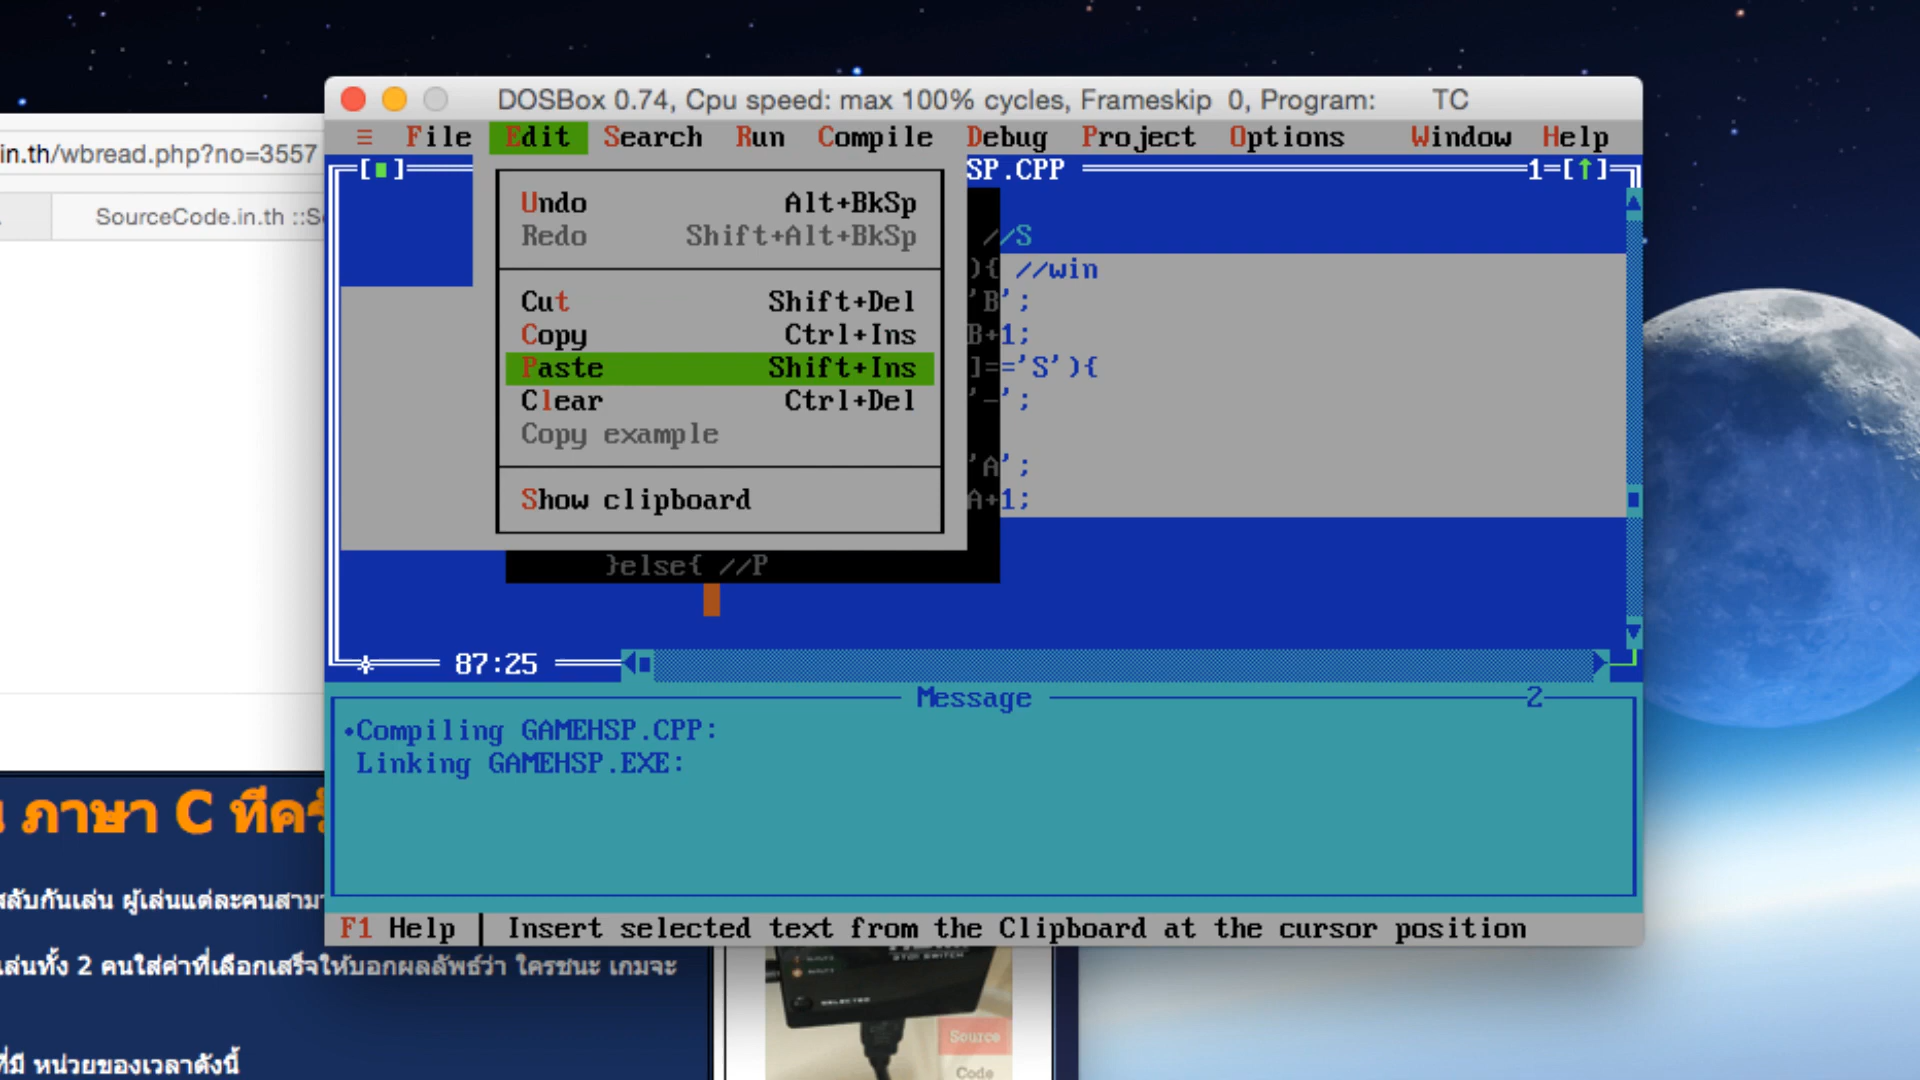 DOSBox 0.74, Cpu speed: max 100% cycles, Frameskip 0, Program: TC
≡ File Edit Search Run Compile Debug Project Options Window Help
in.th/wbread.php?no=3557
[■] SP.CPP 1=[↑]
SourceCode.in.th ::S
Undo Alt+BkSp
Redo Shift+Alt+BkSp
Cut Shift+Del
Copy Ctrl+Ins
Paste Shift+Ins
Clear Ctrl+Del
Copy example
Show clipboard
//S
){ //win
'B';
B+1;
]=='S'){
'-';
'A';
A+1;
}else{ //P
87:25
Message 2
•Compiling GAMEHSP.CPP:
Linking GAMEHSP.EXE:
F1 Help | Insert selected text from the Clipboard at the cursor position
ภาษา C ที่คร
สลับกันเล่น ผู้เล่นแต่ละคนสามา
เล่นทั้ง 2 คนใส่ค่าที่เลือกเสร็จให้บอกผลลัพธ์ว่า ใครชนะ เกมจะ
ที่มี หน่วยของเวลาดังนี้
Source
Code